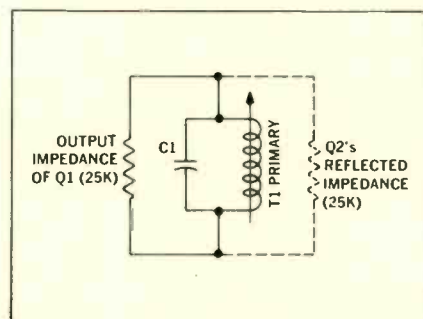 OUTPUT
IMPEDANCE
OF Q1 (25K)
C1
T1 PRIMARY
Q2's
REFLECTED
IMPEDANCE
(25K)